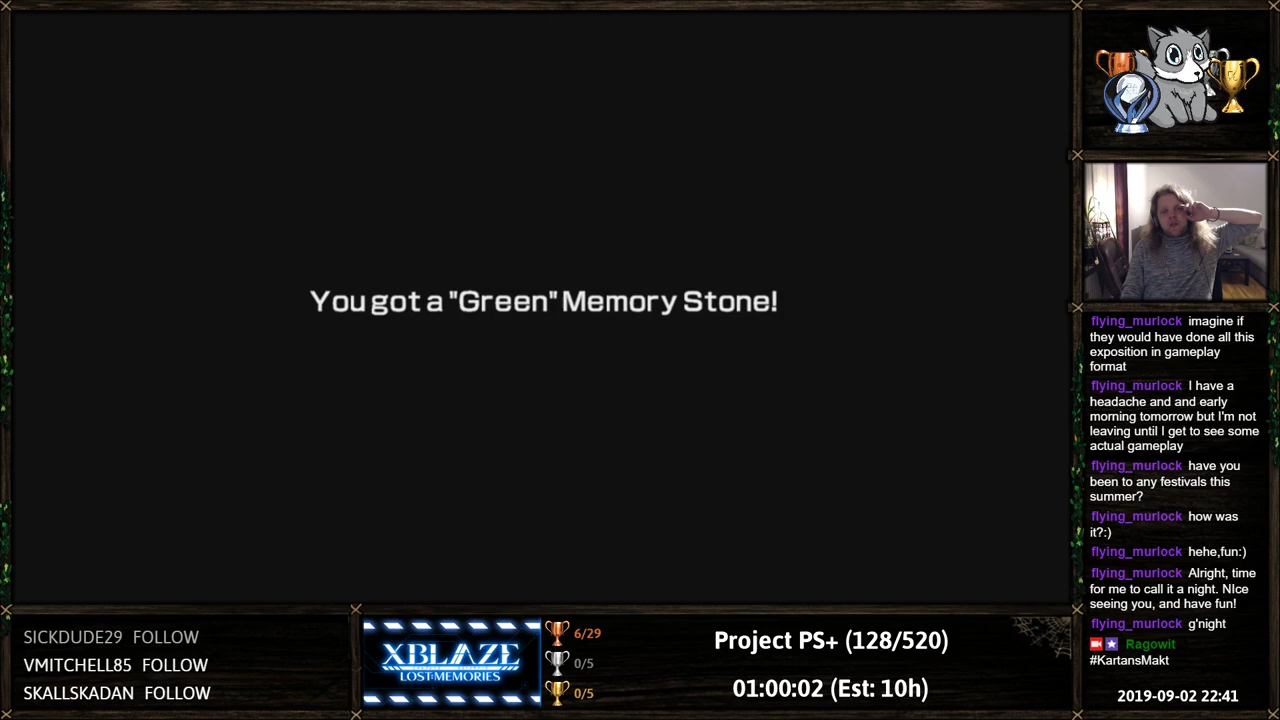 You got a "Green" Memory Stone!
flying_murlock imagine if
they would have done all this
exposition in gameplay
format
flying_murlock I have a
headache and and early
morning tomorrow but I'm not
leaving until I get to see some
actual gameplay
flying_murlock have you
been to any festivals this
summer?
flying_murlock how was
it?:)
flying_murlock hehe,fun:)
flying_murlock Alright, time
for me to call it a night. NIce
seeing you, and have fun!
flying_murlock g'night
Ragowit
#KartansMakt
2019-09-02 22:41
SICKDUDE29 FOLLOW
VMITCHELL85 FOLLOW
SKALLSKADAN FOLLOW
XBLAZE
LOST:MEMORIES
6/29
0/5
0/5
Project PS+ (128/520)
01:00:02 (Est: 10h)